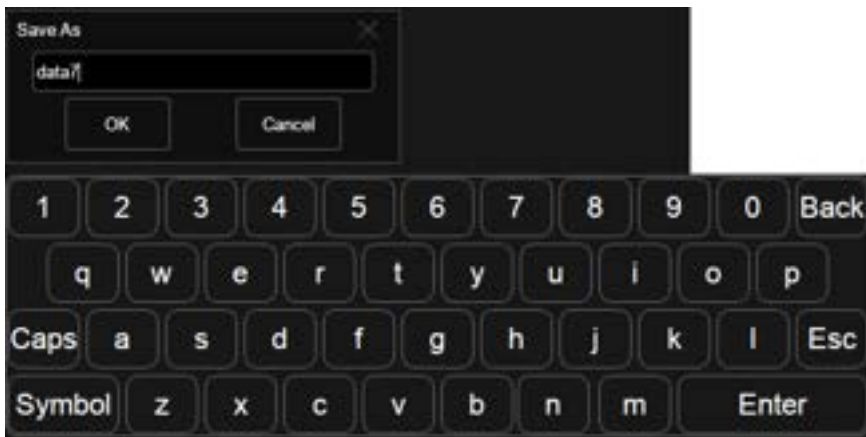 Save As
data7
OK Cancel
1 2 3 4 5 6 7 8 9 0 Back
q w e r t y u i o p
Caps a s d f g h j k l Esc
Symbol z x c v b n m Enter